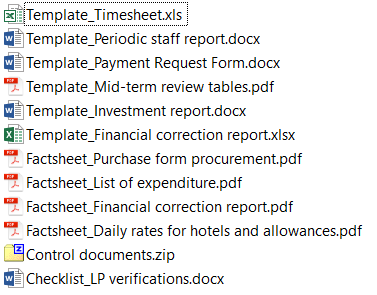 Template_Timesheet.xls
Template_Periodic staff report.docx
Template_Payment Request Form.docx
Template_Mid-term review tables.pdf
Template_Investment report.docx
Template_Financial correction report.xlsx
Factsheet_Purchase form procurement.pdf
Factsheet_List of expenditure.pdf
Factsheet_Financial correction report.pdf
Factsheet_Daily rates for hotels and allowances.pdf
Control documents.zip
Checklist_LP verifications.docx